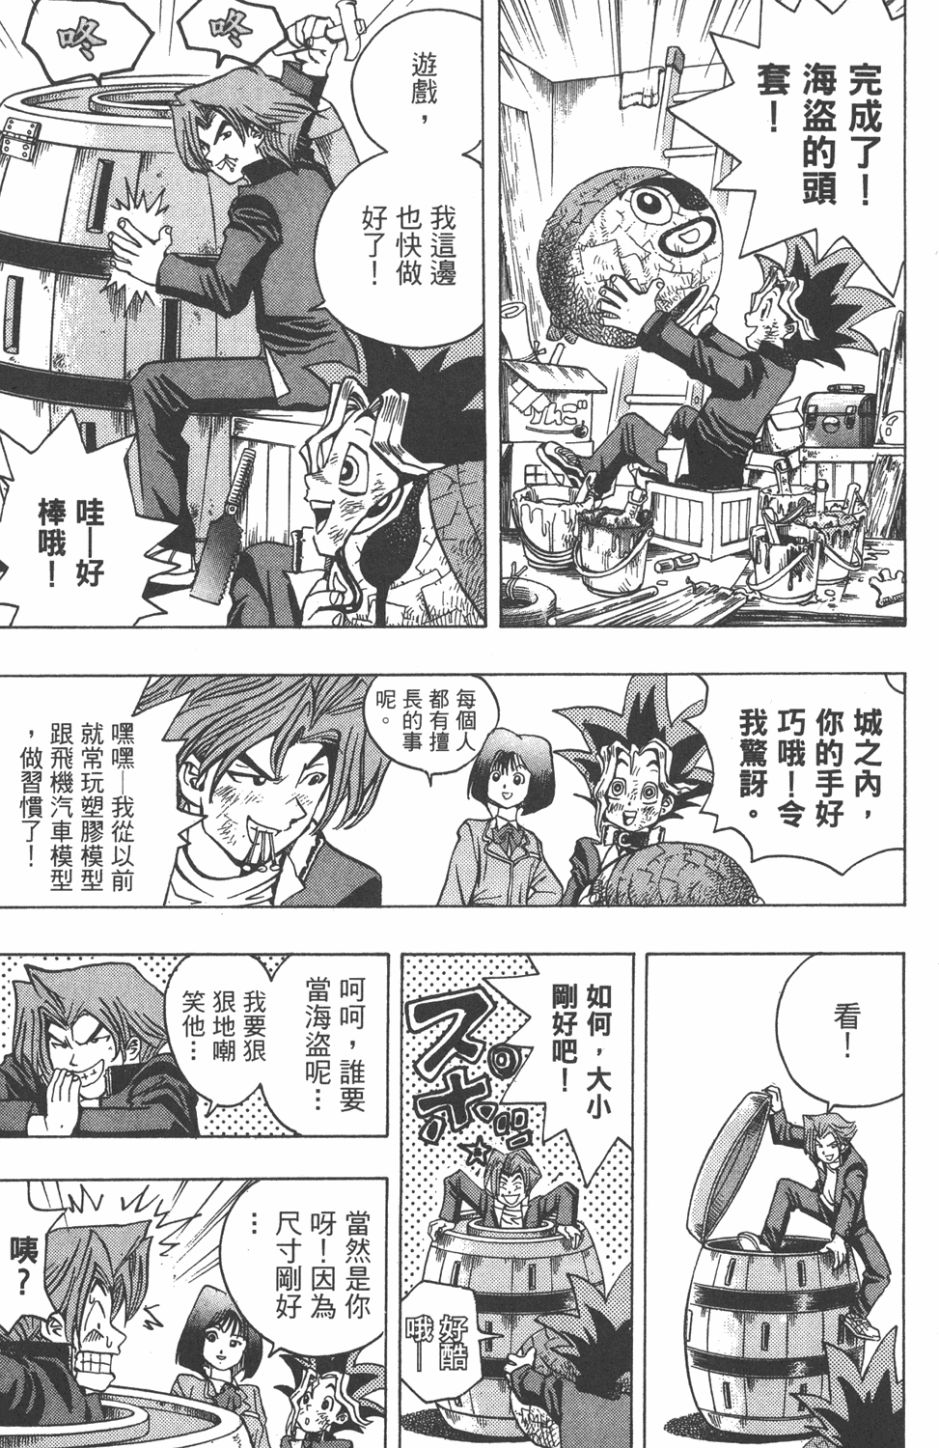 完成了！
海盜的頭
套！
けんご
咚
咚
遊戲，
我這邊
也快做
好了！
哇—好
棒哦！
城之內，
你的手好
巧哦！令
我驚訝。
每個人
都有擅
長的事
呢。
嘿嘿—我從以前
就常玩塑膠模型
跟飛機汽車模型
，做習慣了！
看！
如何，大小
剛好吧！
スポ
好酷
哦—
呵呵，誰要
當海盜呢…
我要狠
狠地嘲
笑他…
當然是你
呀！因為
尺寸剛好
…
咦？